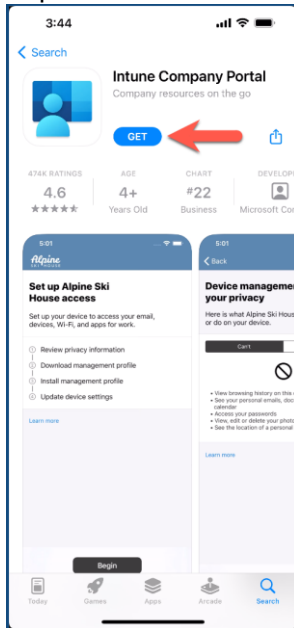 3:44
Search
Intune Company Portal
Company resources on the go
GET
474K RATINGS
4.6
AGE
4+
Years Old
CHART
#22
Business
Microsoft
5:01
Alpine
SKI HOUSE
Set up Alpine Ski
House access
Set up your device to access your email,
devices, Wi-Fi, and apps for work.
1 Review privacy information
2 Download management profile
3 Install management profile
4 Update device settings
Learn more
Begin
5:01
Back
Device
your privacy
Here is what Alpine Ski
or do on your device.
Can't
• View browsing history on this
• See your personal emails,
calendar
• Access your passwords
• View, edit or delete your
• See the location of a personal
Learn more
Today
Games
Apps
Arcade
Search